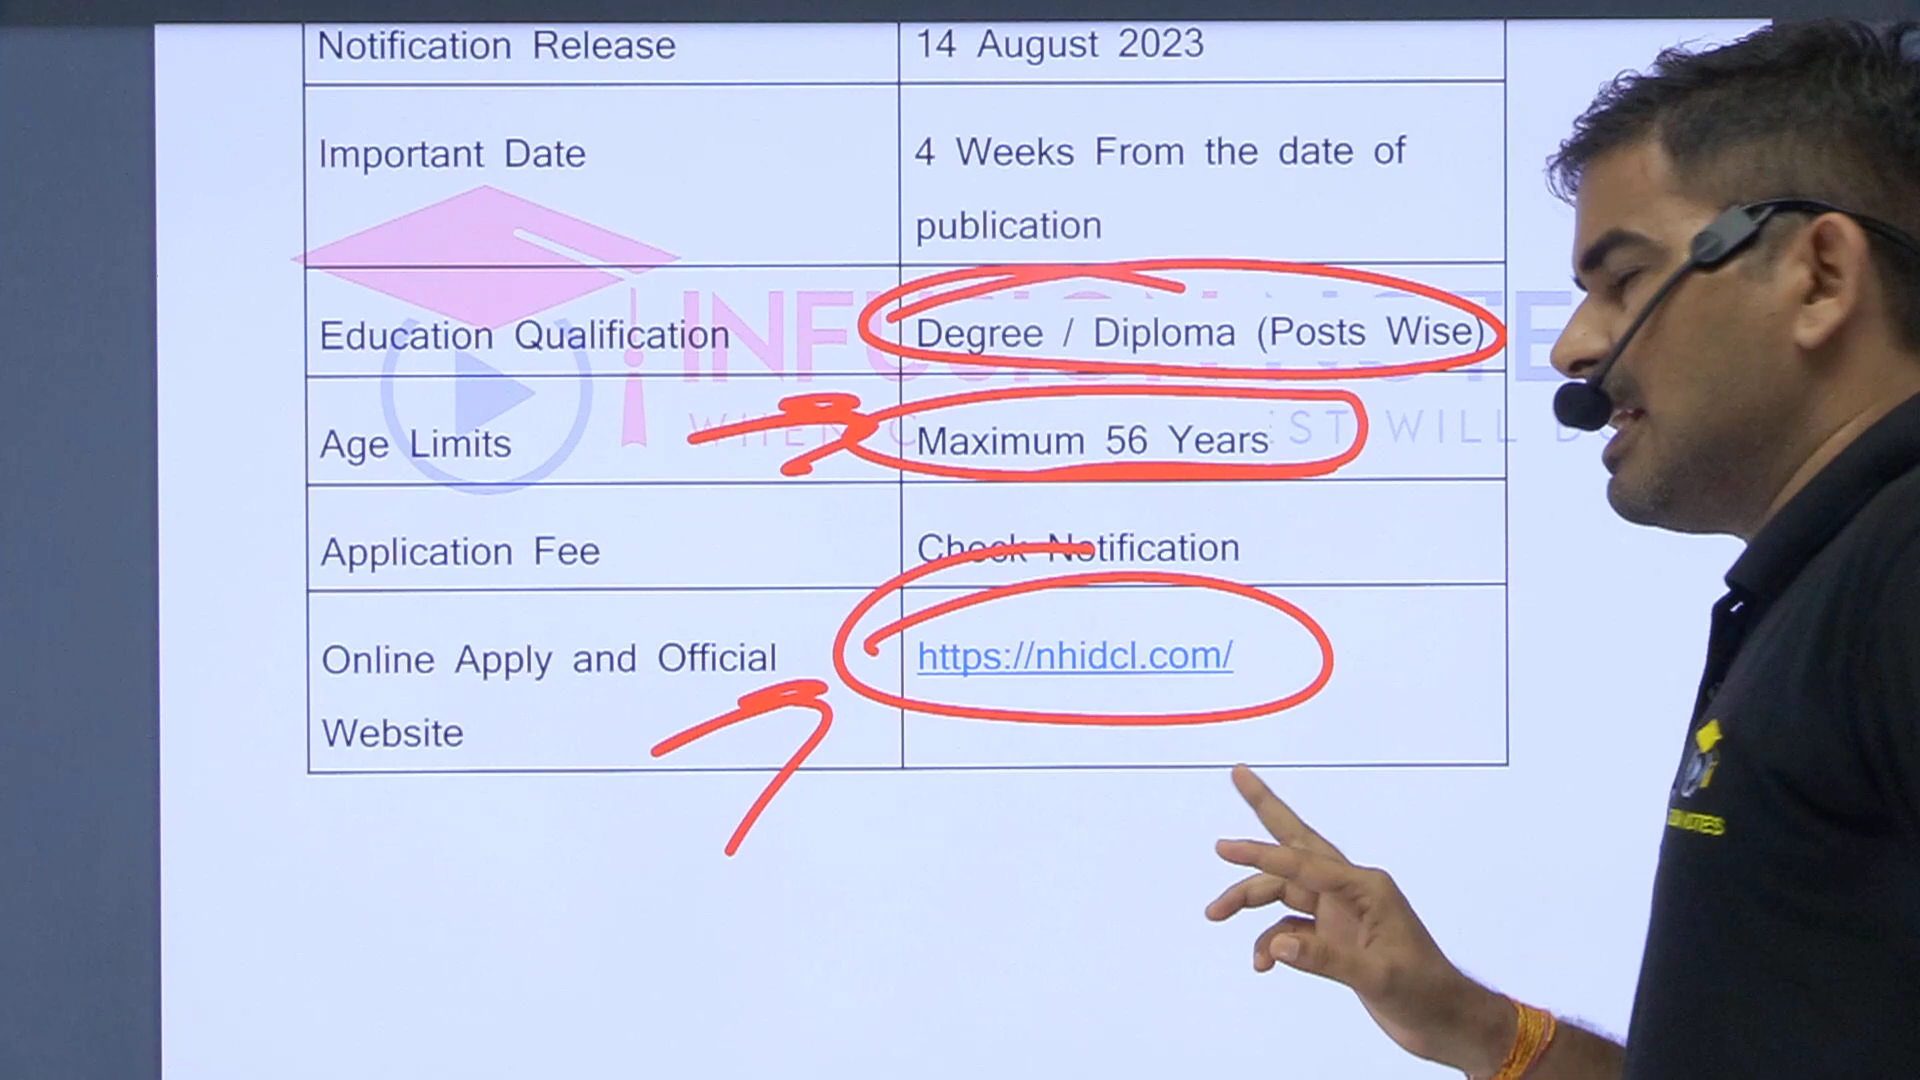 Notification Release 14 August 2023
Important Date 4 Weeks From the date of
publication
Education Qualification Degree / Diploma (Posts Wise)
Age Limits Maximum 56 Years
Application Fee Check Notification
Online Apply and Official https://nhidcl.com/
Website